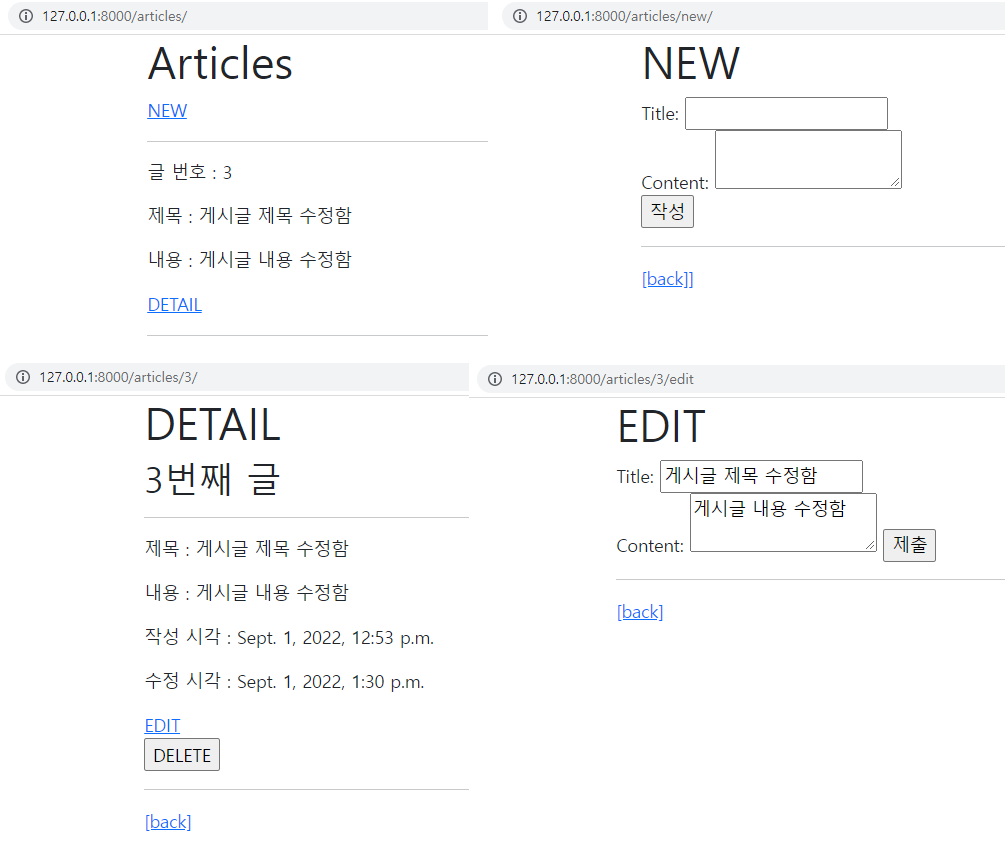 127.0.0.1:8000/articles/
Articles
NEW
글 번호 : 3
제목 : 게시글 제목 수정함
내용 : 게시글 내용 수정함
DETAIL
127.0.0.1:8000/articles/new/
NEW
Title:
Content:
작성
[back]]
127.0.0.1:8000/articles/3/
DETAIL
3번째 글
제목 : 게시글 제목 수정함
내용 : 게시글 내용 수정함
작성 시각 : Sept. 1, 2022, 12:53 p.m.
수정 시각 : Sept. 1, 2022, 1:30 p.m.
EDIT
DELETE
[back]
127.0.0.1:8000/articles/3/edit
EDIT
Title: 게시글 제목 수정함
게시글 내용 수정함
Content: 제출
[back]